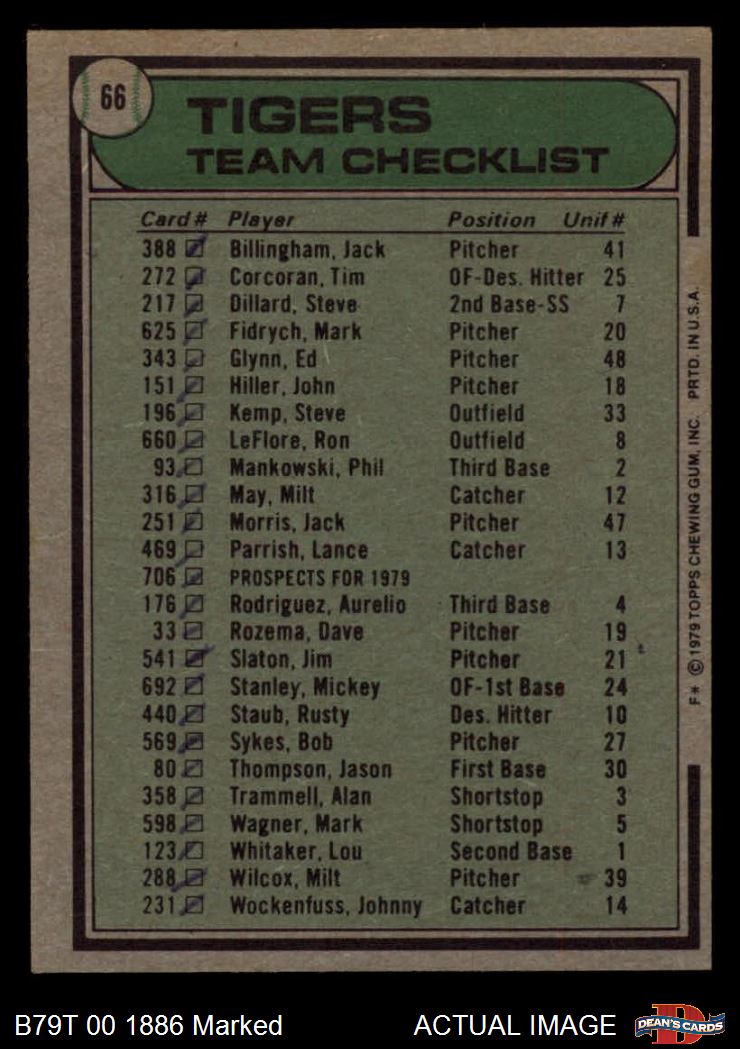 66
TIGERS
TEAM CHECKLIST
Card # Player Position Unif #
388 Billingham, Jack Pitcher 41
272 Corcoran, Tim OF-Des. Hitter 25
217 Dillard, Steve 2nd Base-SS 7
625 Fidrych, Mark Pitcher 20
343 Glynn, Ed Pitcher 48
151 Hiller, John Pitcher 18
196 Kemp, Steve Outfield 33
660 LeFlore, Ron Outfield 8
93 Mankowski, Phil Third Base 2
316 May, Milt Catcher 12
251 Morris, Jack Pitcher 47
469 Parrish, Lance Catcher 13
706 PROSPECTS FOR 1979
176 Rodriguez, Aurelio Third Base 4
33 Rozema, Dave Pitcher 19
541 Slaton, Jim Pitcher 21
692 Stanley, Mickey OF-1st Base 24
440 Staub, Rusty Des. Hitter 10
569 Sykes, Bob Pitcher 27
80 Thompson, Jason First Base 30
358 Trammell, Alan Shortstop 3
598 Wagner, Mark Shortstop 5
123 Whitaker, Lou Second Base 1
288 Wilcox, Milt Pitcher 39
231 Wockenfuss, Johnny Catcher 14
F* © 1979 TOPPS CHEWING GUM, INC. PRTD. IN U.S.A.
B79T 00 1886 Marked ACTUAL IMAGE
B
DEAN'S CARDS